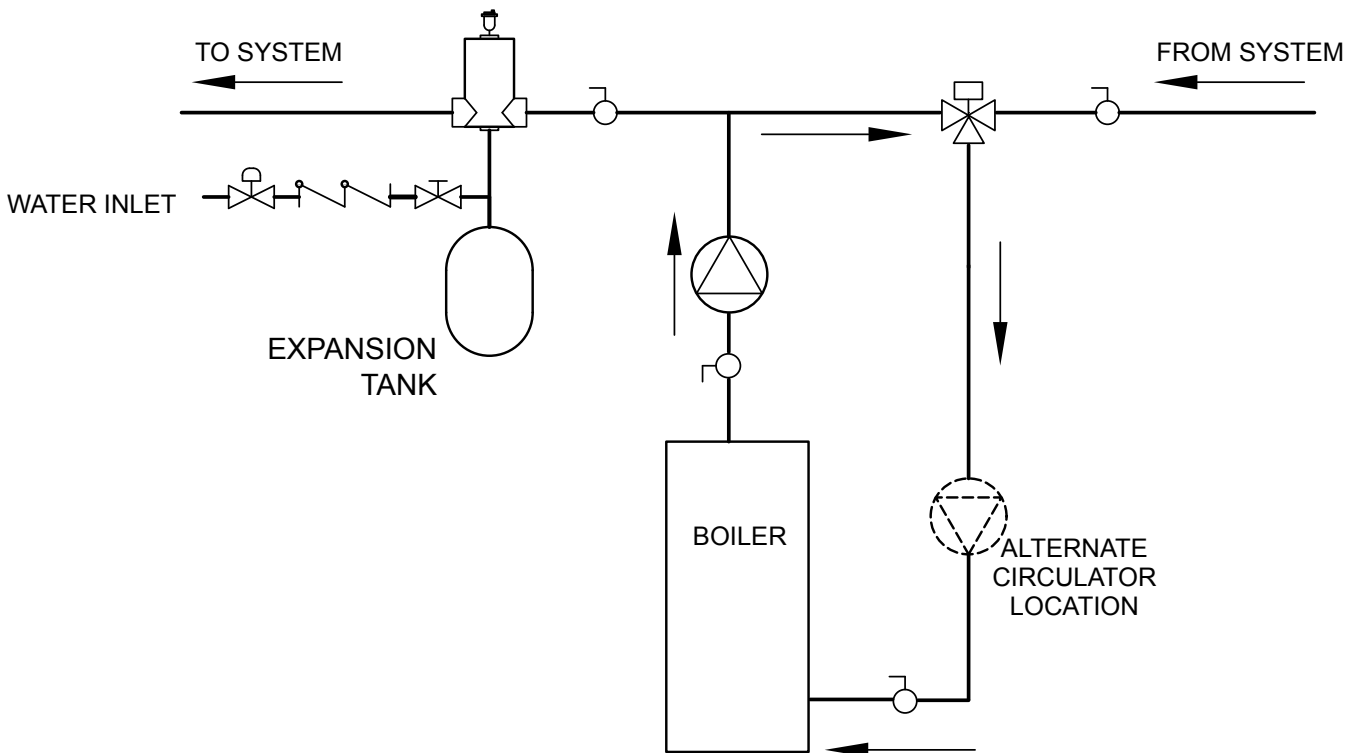 TO SYSTEM
FROM SYSTEM
WATER INLET
EXPANSION
TANK
BOILER
ALTERNATE
CIRCULATOR
LOCATION